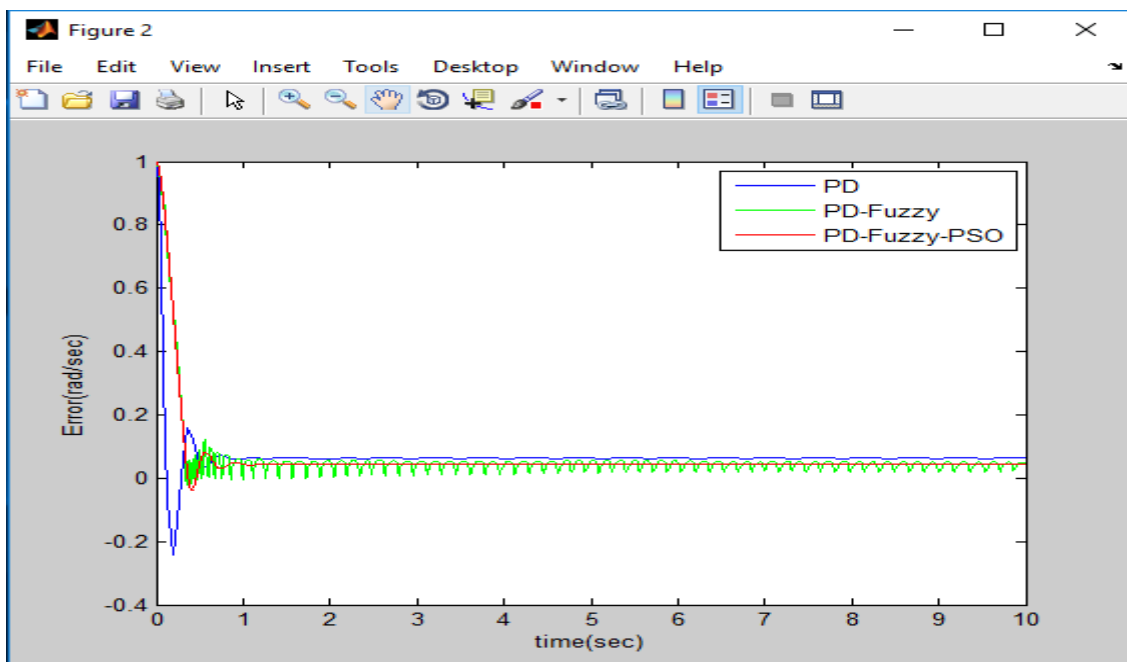 Figure 2
File Edit View Insert Tools Desktop Window Help
1
0.8
0.6
0.4
0.2
0
-0.2
-0.4
Error(rad/sec)
PD
PD-Fuzzy
PD-Fuzzy-PSO
0 1 2 3 4 5 6 7 8 9 10
time(sec)